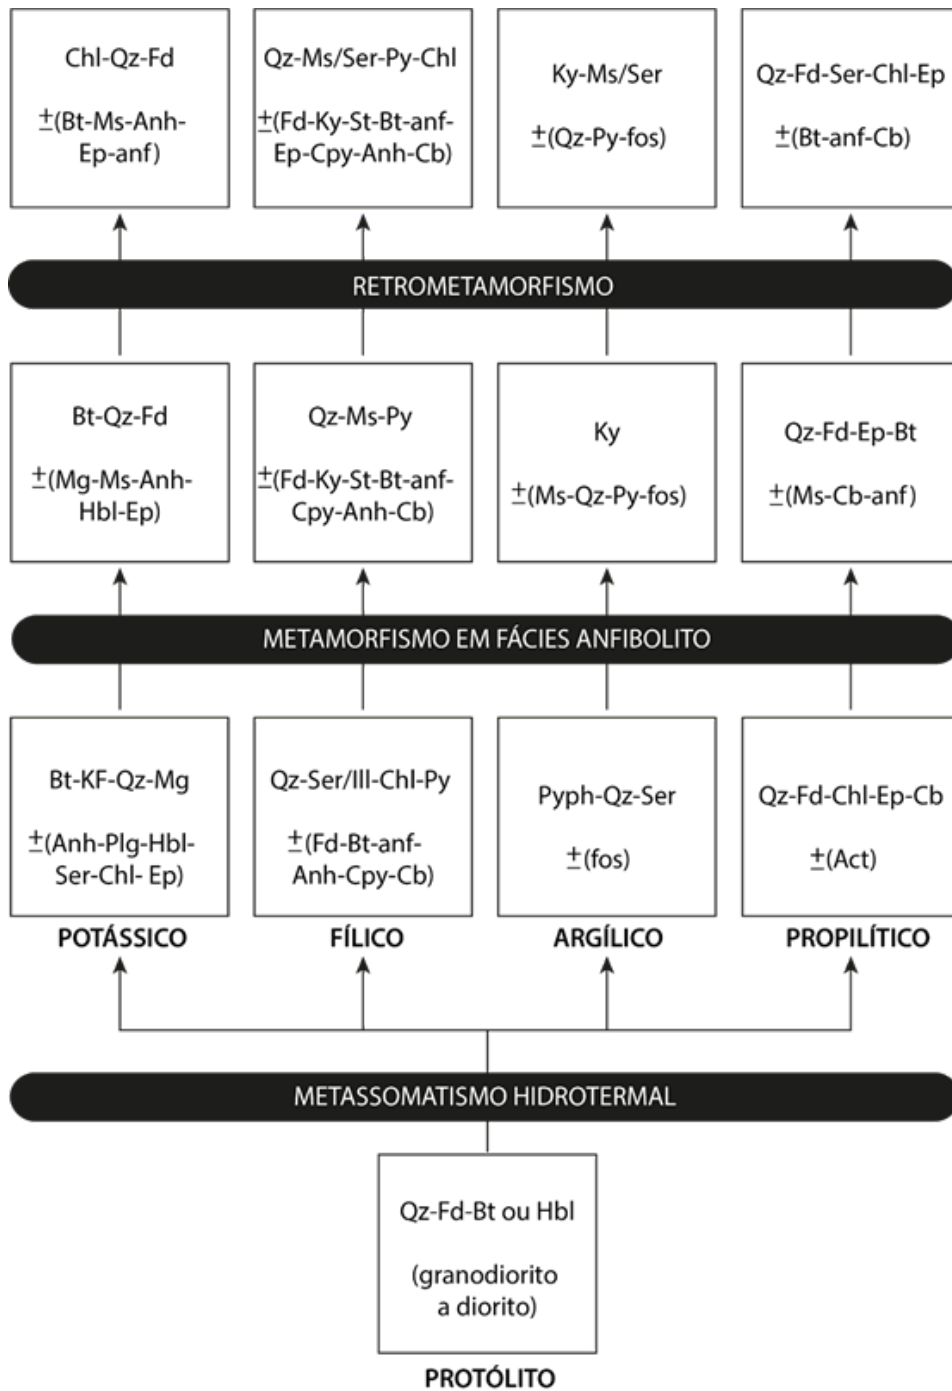 Chl-Qz-Fd
±(Bt-Ms-Anh-
Ep-anf)
Qz-Ms/Ser-Py-Chl
±(Fd-Ky-St-Bt-anf-
Ep-Cpy-Anh-Cb)
Ky-Ms/Ser
±(Qz-Py-fos)
Qz-Fd-Ser-Chl-Ep
±(Bt-anf-Cb)
RETROMETAMORFISMO
Bt-Qz-Fd
±(Mg-Ms-Anh-
Hbl-Ep)
Qz-Ms-Py
±(Fd-Ky-St-Bt-anf-
Cpy-Anh-Cb)
Ky
±(Ms-Qz-Py-fos)
Qz-Fd-Ep-Bt
±(Ms-Cb-anf)
METAMORFISMO EM FÁCIES ANFIBOLITO
Bt-KF-Qz-Mg
±(Anh-Plg-Hbl-
Ser-Chl- Ep)
POTÁSSICO
Qz-Ser/Ill-Chl-Py
±(Fd-Bt-anf-
Anh-Cpy-Cb)
FÍLICO
Pyph-Qz-Ser
±(fos)
ARGÍLICO
Qz-Fd-Chl-Ep-Cb
±(Act)
PROPILÍTICO
METASSOMATISMO HIDROTERMAL
Qz-Fd-Bt ou Hbl
(granodiorito
a diorito)
PROTÓLITO